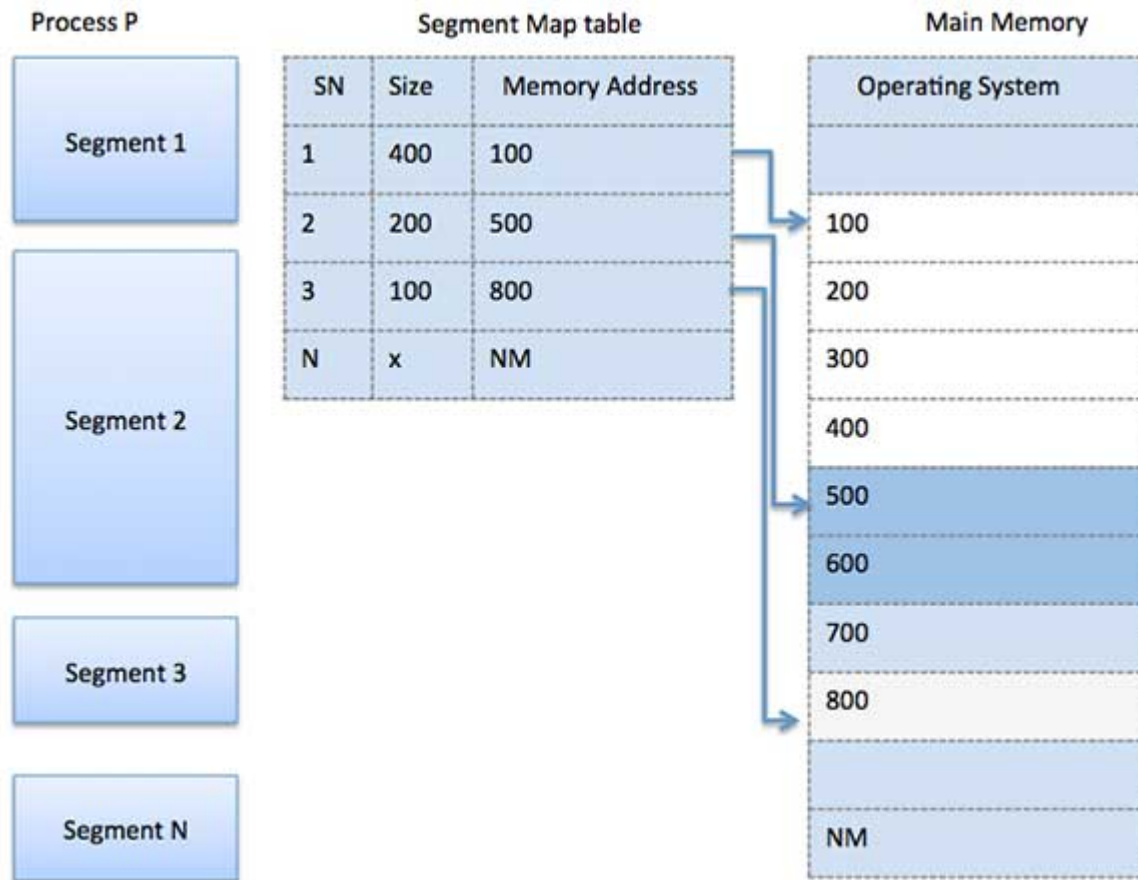 Process P
Segment Map table
Main Memory
Segment 1
Segment 2
Segment 3
Segment N
SN Size Memory Address
1 400 100
2 200 500
3 100 800
N x NM
Operating System
100
200
300
400
500
600
700
800
NM